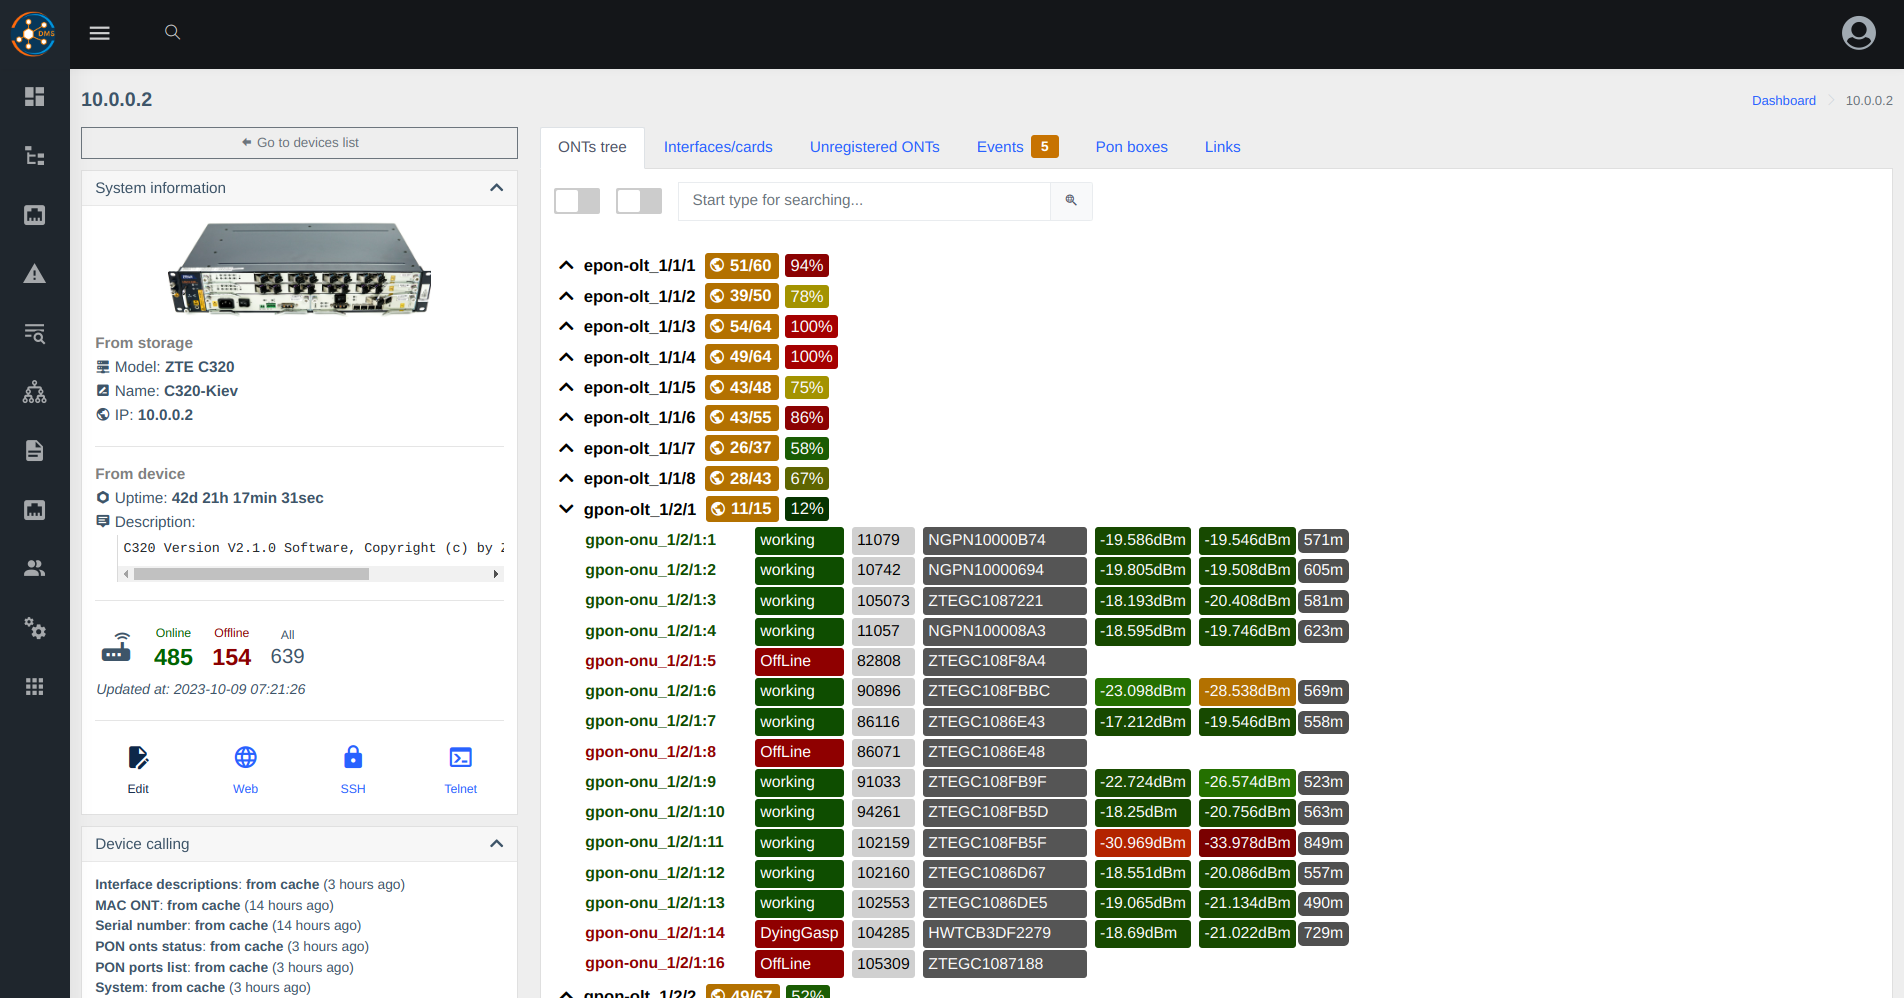 DMS
10.0.0.2
Dashboard
10.0.0.2
Go to devices list
System information
From storage
Model: ZTE C320
Name: C320-Kiev
IP: 10.0.0.2
From device
Uptime: 42d 21h 17min 31sec
Description:
C320 Version V2.1.0 Software, Copyright (c) by Z
Online Offline All
485 154 639
Updated at: 2023-10-09 07:21:26
Edit Web SSH Telnet
Device calling
Interface descriptions: from cache (3 hours ago)
MAC ONT: from cache (14 hours ago)
Serial number: from cache (14 hours ago)
PON onts status: from cache (3 hours ago)
PON ports list: from cache (3 hours ago)
System: from cache (3 hours ago)
ONTs tree Interfaces/cards Unregistered ONTs Events 5 Pon boxes Links
Start type for searching...
epon-olt_1/1/1 51/60 94%
epon-olt_1/1/2 39/50 78%
epon-olt_1/1/3 54/64 100%
epon-olt_1/1/4 49/64 100%
epon-olt_1/1/5 43/48 75%
epon-olt_1/1/6 43/55 86%
epon-olt_1/1/7 26/37 58%
epon-olt_1/1/8 28/43 67%
gpon-olt_1/2/1 11/15 12%
gpon-onu_1/2/1:1 working 11079 NGPN10000B74 -19.586dBm -19.546dBm 571m
gpon-onu_1/2/1:2 working 10742 NGPN10000694 -19.805dBm -19.508dBm 605m
gpon-onu_1/2/1:3 working 105073 ZTEGC1087221 -18.193dBm -20.408dBm 581m
gpon-onu_1/2/1:4 working 11057 NGPN100008A3 -18.595dBm -19.746dBm 623m
gpon-onu_1/2/1:5 OffLine 82808 ZTEGC108F8A4
gpon-onu_1/2/1:6 working 90896 ZTEGC108FBBC -23.098dBm -28.538dBm 569m
gpon-onu_1/2/1:7 working 86116 ZTEGC1086E43 -17.212dBm -19.546dBm 558m
gpon-onu_1/2/1:8 OffLine 86071 ZTEGC1086E48
gpon-onu_1/2/1:9 working 91033 ZTEGC108FB9F -22.724dBm -26.574dBm 523m
gpon-onu_1/2/1:10 working 94261 ZTEGC108FB5D -18.25dBm -20.756dBm 563m
gpon-onu_1/2/1:11 working 102159 ZTEGC108FB5F -30.969dBm -33.978dBm 849m
gpon-onu_1/2/1:12 working 102160 ZTEGC1086D67 -18.551dBm -20.086dBm 557m
gpon-onu_1/2/1:13 working 102553 ZTEGC1086DE5 -19.065dBm -21.134dBm 490m
gpon-onu_1/2/1:14 DyingGasp 104285 HWTCB3DF2279 -18.69dBm -21.022dBm 729m
gpon-onu_1/2/1:16 OffLine 105309 ZTEGC1087188
gpon-olt_1/2/2 49/67 52%